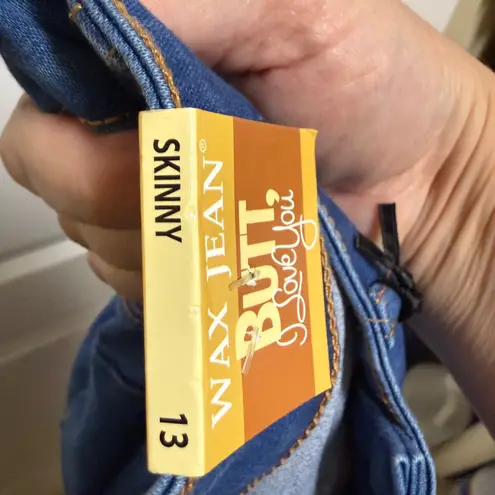 SKINNY 13
WAX JEAN®
BUTT,
I Love You